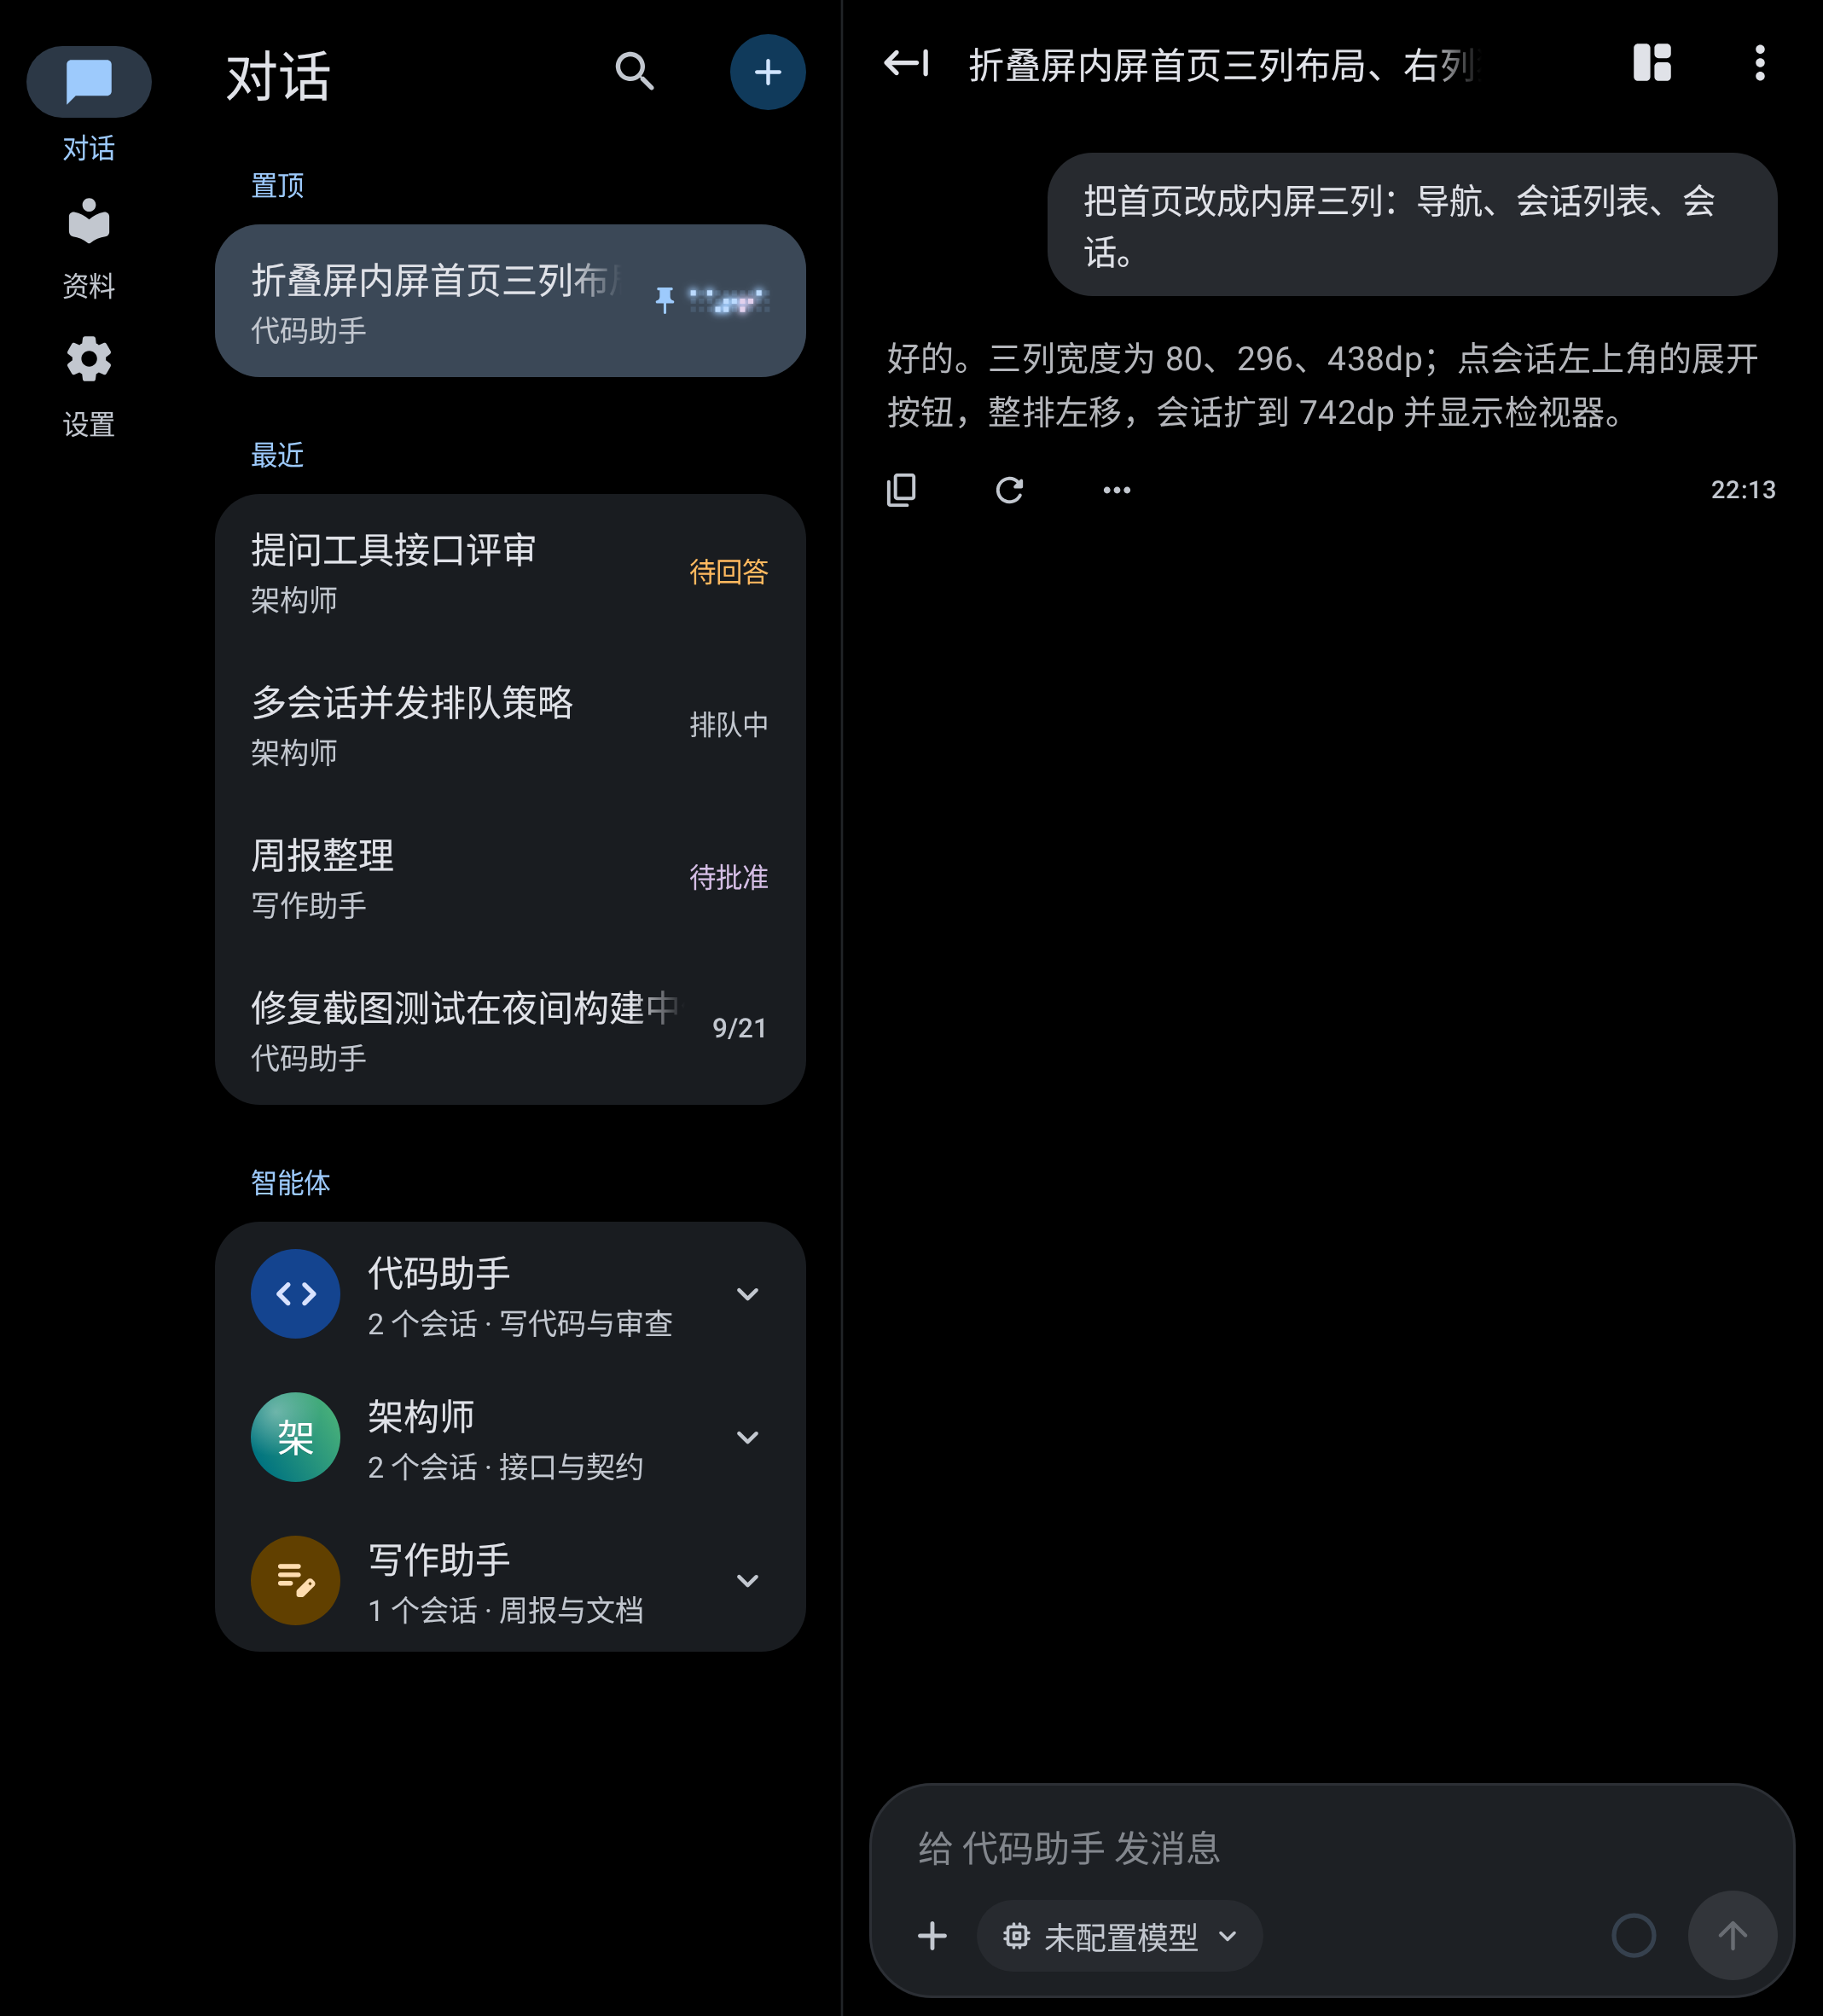 对话
资料
设置
对话
置顶
折叠屏内屏首页三列布
代码助手
最近
提问工具接口评审
架构师
待回答
多会话并发排队策略
架构师
排队中
周报整理
写作助手
待批准
修复截图测试在夜间构建中
代码助手
9/21
智能体
代码助手
2 个会话 · 写代码与审查
架
架构师
2 个会话 · 接口与契约
写作助手
1 个会话 · 周报与文档
折叠屏内屏首页三列布局、右列
把首页改成内屏三列：导航、会话列表、会
话。
好的。三列宽度为 80、296、438dp；点会话左上角的展开
按钮，整排左移，会话扩到 742dp 并显示检视器。
22:13
给 代码助手 发消息
未配置模型